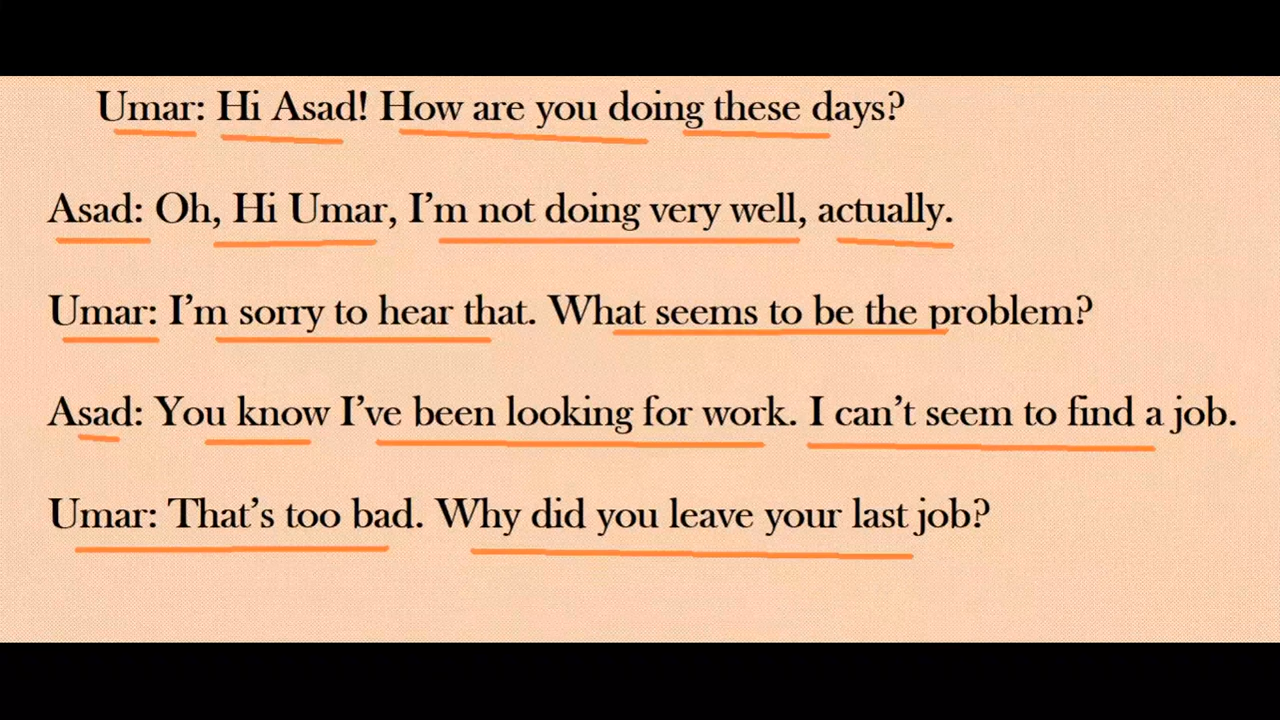 Umar: Hi Asad! How are you doing these days?
Asad: Oh, Hi Umar, I'm not doing very well, actually.
Umar: I'm sorry to hear that. What seems to be the problem?
Asad: You know I've been looking for work. I can't seem to find a job.
Umar: That's too bad. Why did you leave your last job?